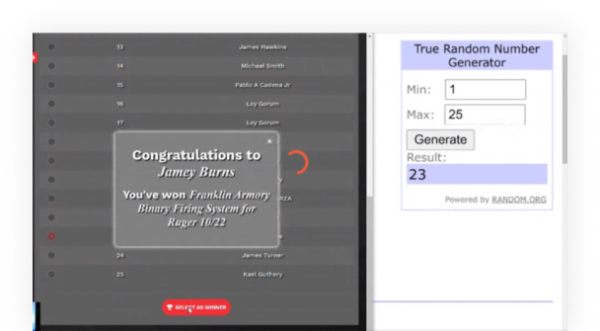 13 James Hawkins
14 Michael Smith
15 Pablo A Cadena Jr
16 Loy Gorum
17 Loy Gorum
×
Congratulations to
Jamey Burns
You've won Franklin Armory
Binary Firing System for
Ruger 10/22
24 James Turner
25 Kael Guthery
SELECT AS WINNER
True Random Number
Generator
Min: 1
Max: 25
Generate
Result:
23
Powered by RANDOM.ORG